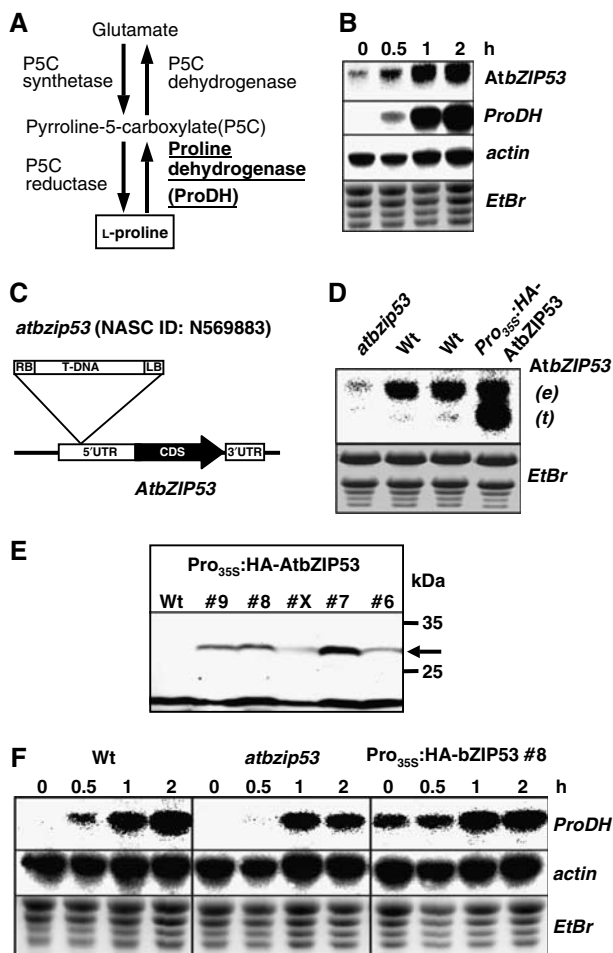 A
Glutamate
P5C
synthetase
P5C
dehydrogenase
Pyrroline-5-carboxylate(P5C)
P5C
reductase
Proline
dehydrogenase
(ProDH)
L-proline
B
0 0.5 1 2 h
AtbZIP53
ProDH
actin
EtBr
C
atbzip53 (NASC ID: N569883)
RB T-DNA LB
5′UTR CDS 3′UTR
AtbZIP53
D
atbzip53 Wt Wt Pro35S:HA-AtbZIP53
AtbZIP53
(e)
(t)
EtBr
E
Pro35S:HA-AtbZIP53
kDa
Wt #9 #8 #X #7 #6
35
25
F
Wt atbzip53 Pro35S:HA-bZIP53 #8
0 0.5 1 2 0 0.5 1 2 0 0.5 1 2 h
ProDH
actin
EtBr